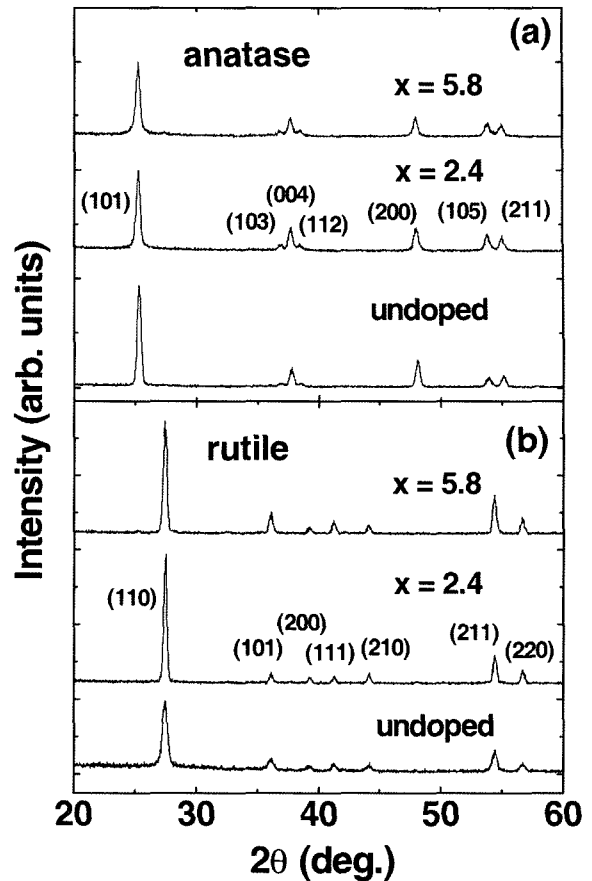 (a)
anatase
x = 5.8
x = 2.4
(101)
(004)
(103)
(112)
(200)
(105)
(211)
undoped
(b)
rutile
x = 5.8
x = 2.4
(110)
(200)
(101)
(111)
(210)
(211)
(220)
undoped
20 30 40 50 60
2θ (deg.)
Intensity (arb. units)